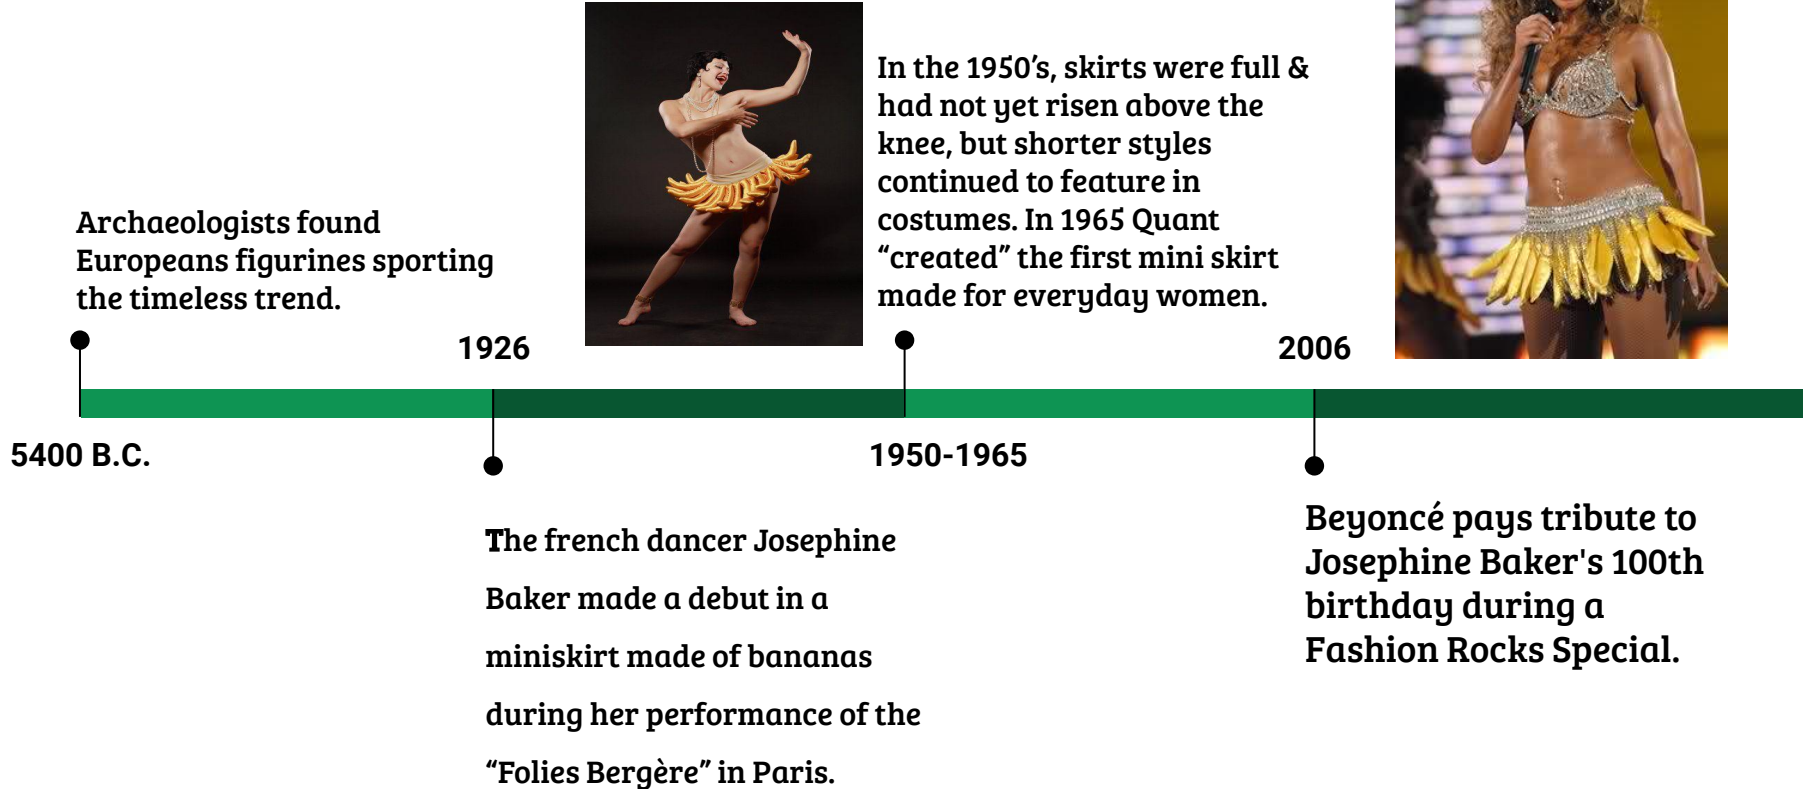 Archaeologists found
Europeans figurines sporting
the timeless trend.
5400 B.C.
1926
The french dancer Josephine
Baker made a debut in a
miniskirt made of bananas
during her performance of the
“Folies Bergère” in Paris.
In the 1950’s, skirts were full &
had not yet risen above the
knee, but shorter styles
continued to feature in
costumes. In 1965 Quant
“created” the first mini skirt
made for everyday women.
1950-1965
2006
Beyoncé pays tribute to
Josephine Baker's 100th
birthday during a
Fashion Rocks Special.